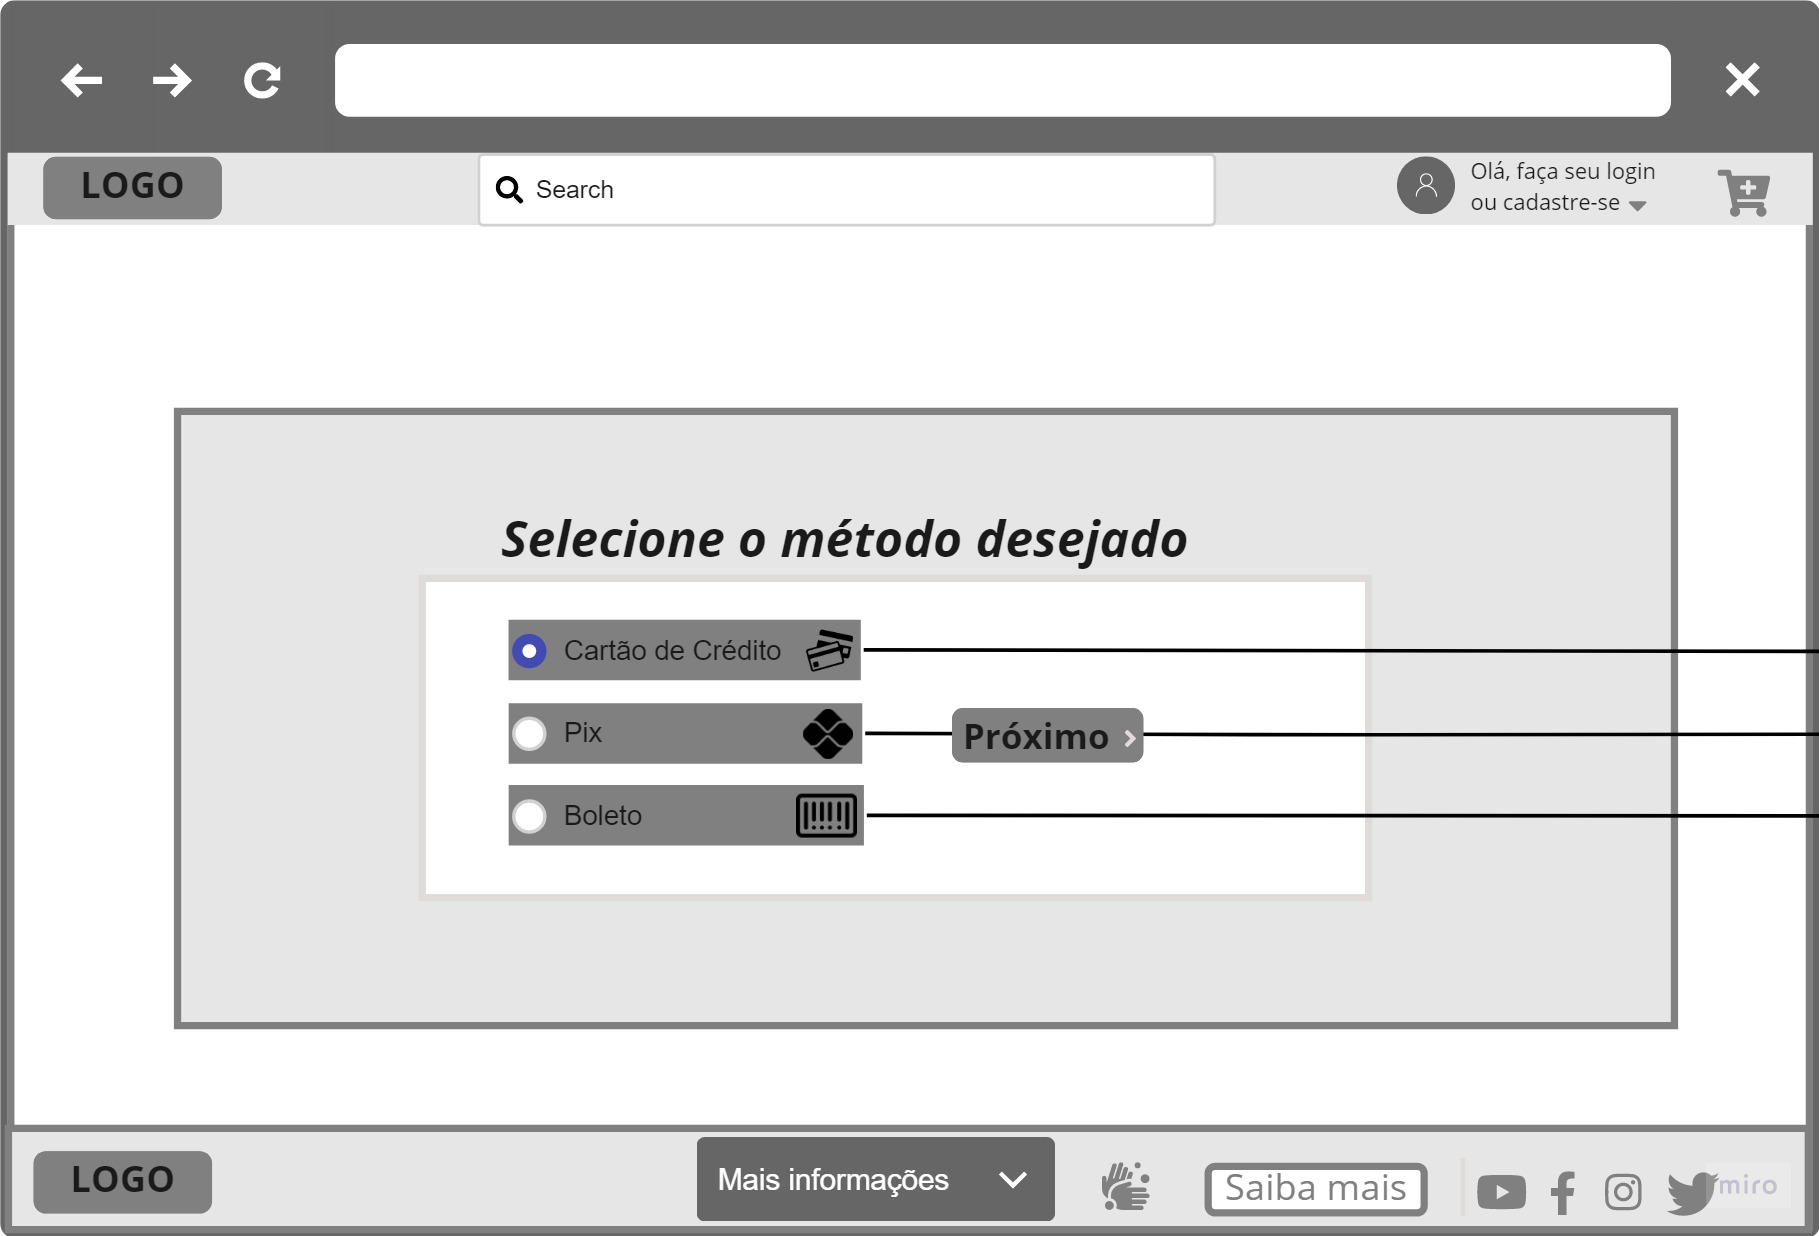 LOGO
Search
Olá, faça seu login
ou cadastre-se
Selecione o método desejado
Cartão de Crédito
Pix
Próximo
Boleto
LOGO
Mais informações
Saiba mais
miro